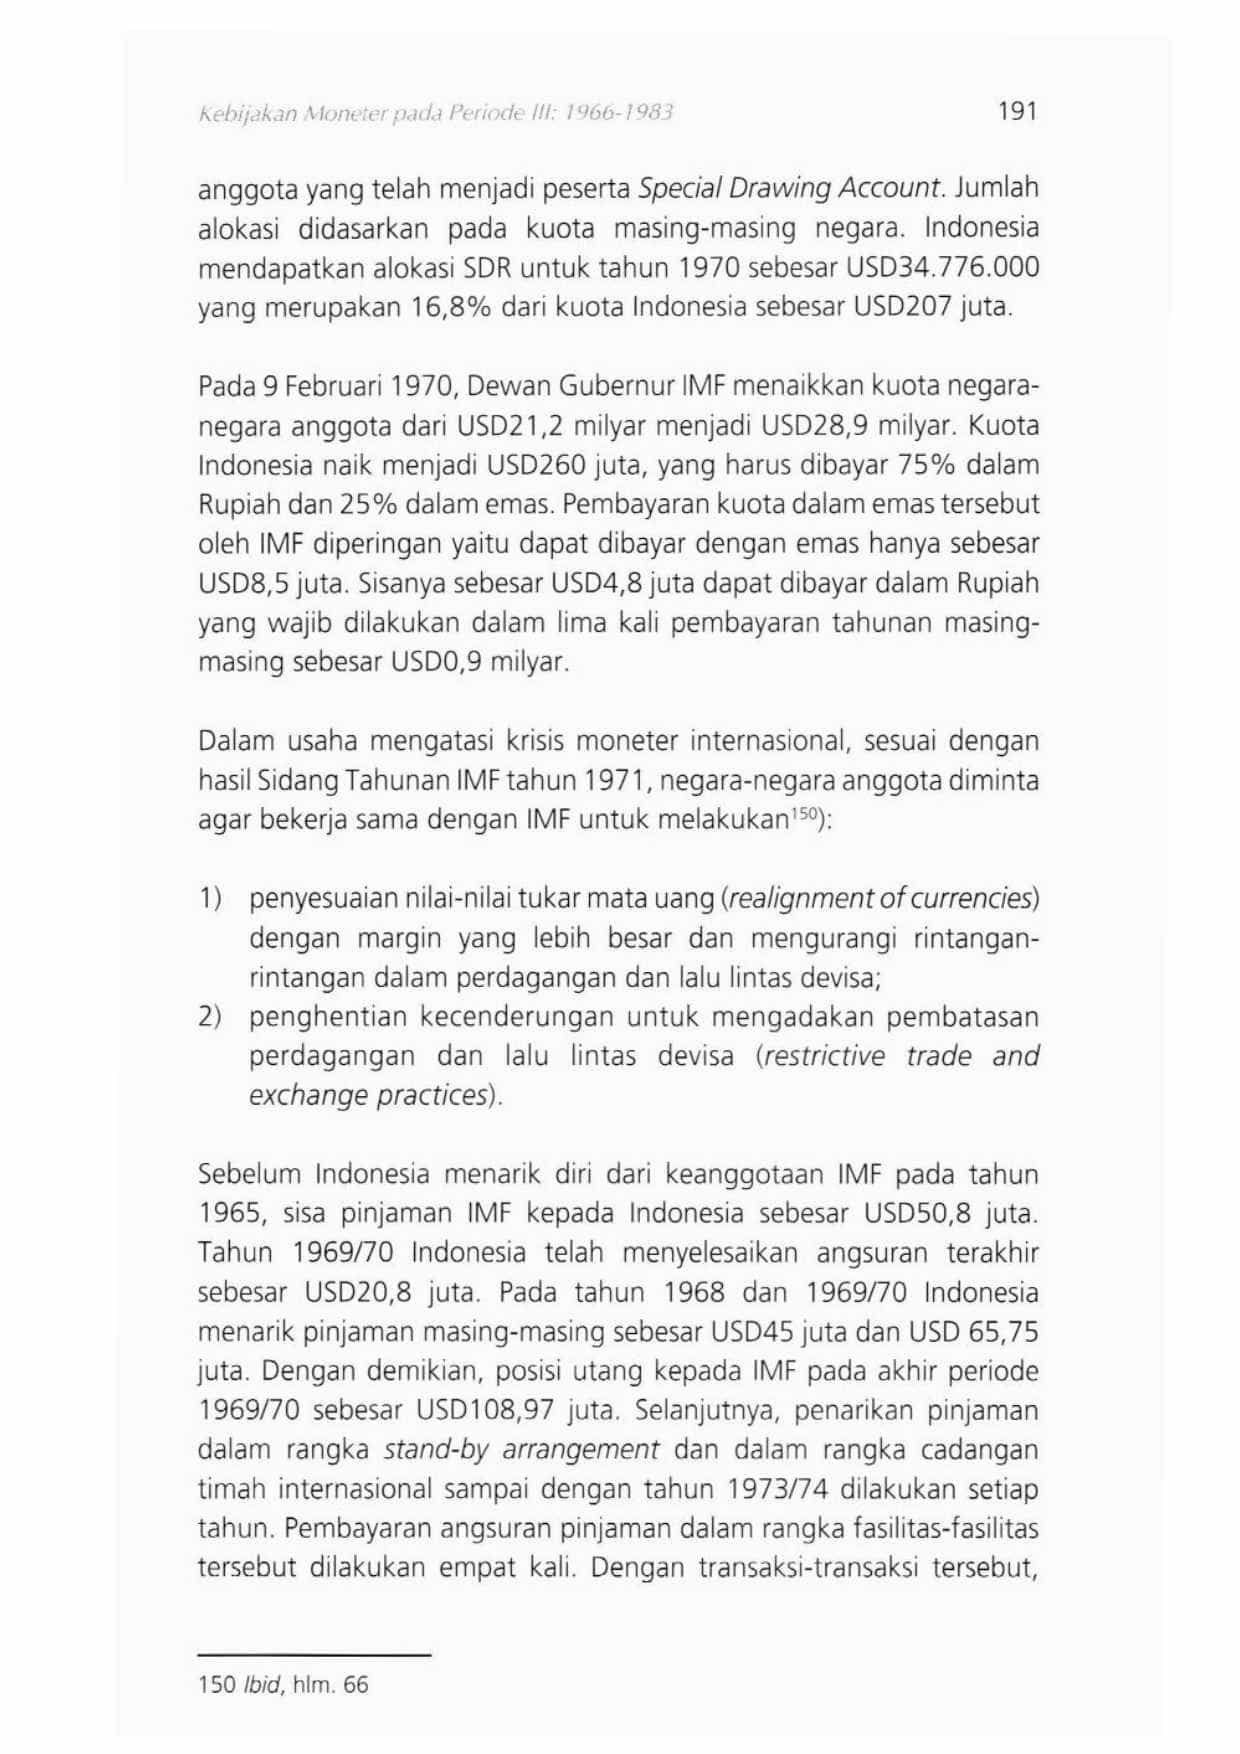 Kebijakan Moneter pada Periode III: 1966-1983 191
anggota yang telah menjadi peserta Special Drawing Account. Jumlah
alokasi didasarkan pada kuota masing-masing negara. Indonesia
mendapatkan alokasi SDR untuk tahun 1970 sebesar USD34.776.000
yang merupakan 16,8% dari kuota Indonesia sebesar USD207 juta.
Pada 9 Februari 1970, Dewan Gubernur IMF menaikkan kuota negara-
negara anggota dari USD21,2 milyar menjadi USD28,9 milyar. Kuota
Indonesia naik menjadi USD260 juta, yang harus dibayar 75% dalam
Rupiah dan 25% dalam emas. Pembayaran kuota dalam emas tersebut
oleh IMF diperingan yaitu dapat dibayar dengan emas hanya sebesar
USD8,5 juta. Sisanya sebesar USD4,8 juta dapat dibayar dalam Rupiah
yang wajib dilakukan dalam lima kali pembayaran tahunan masing-
masing sebesar USD0,9 milyar.
Dalam usaha mengatasi krisis moneter internasional, sesuai dengan
hasil Sidang Tahunan IMF tahun 1971, negara-negara anggota diminta
agar bekerja sama dengan IMF untuk melakukan¹⁵⁰):
1) penyesuaian nilai-nilai tukar mata uang (realignment of currencies)
dengan margin yang lebih besar dan mengurangi rintangan-
rintangan dalam perdagangan dan lalu lintas devisa;
2) penghentian kecenderungan untuk mengadakan pembatasan
perdagangan dan lalu lintas devisa (restrictive trade and
exchange practices).
Sebelum Indonesia menarik diri dari keanggotaan IMF pada tahun
1965, sisa pinjaman IMF kepada Indonesia sebesar USD50,8 juta.
Tahun 1969/70 Indonesia telah menyelesaikan angsuran terakhir
sebesar USD20,8 juta. Pada tahun 1968 dan 1969/70 Indonesia
menarik pinjaman masing-masing sebesar USD45 juta dan USD 65,75
juta. Dengan demikian, posisi utang kepada IMF pada akhir periode
1969/70 sebesar USD108,97 juta. Selanjutnya, penarikan pinjaman
dalam rangka stand-by arrangement dan dalam rangka cadangan
timah internasional sampai dengan tahun 1973/74 dilakukan setiap
tahun. Pembayaran angsuran pinjaman dalam rangka fasilitas-fasilitas
tersebut dilakukan empat kali. Dengan transaksi-transaksi tersebut,
150 Ibid, hlm. 66